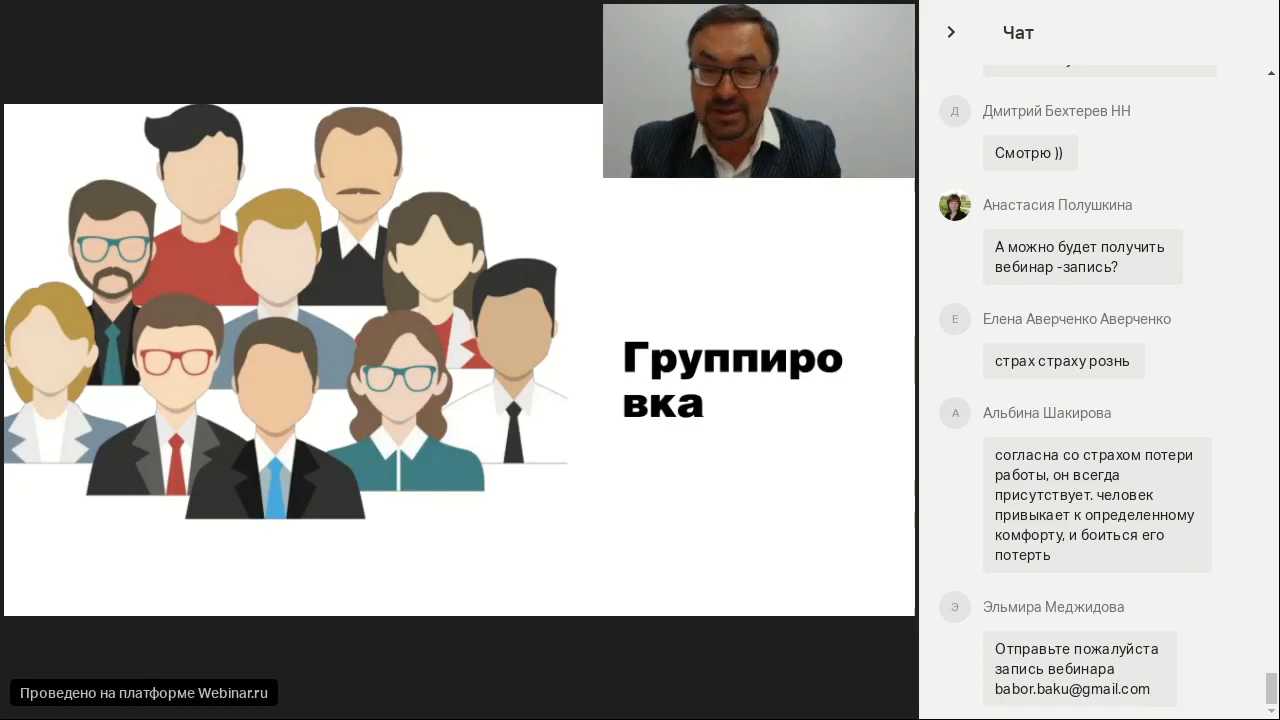 Группиро
вка
Проведено на платформе Webinar.ru
Чат
Д
Дмитрий Бехтерев НН
Смотрю ))
Анастасия Полушкина
А можно будет получить
вебинар -запись?
Е
Елена Аверченко Аверченко
страх страху рознь
А
Альбина Шакирова
согласна со страхом потери
работы, он всегда
присутствует. человек
привыкает к определенному
комфорту, и боиться его
потерть
Э
Эльмира Меджидова
Отправьте пожалуйста
запись вебинара
babor.baku@gmail.com